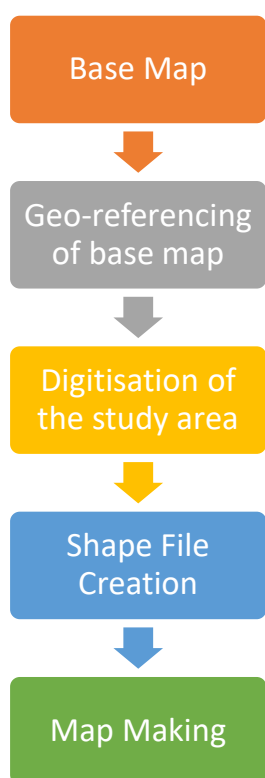 Base Map
Geo-referencing
of base map
Digitisation of
the study area
Shape File
Creation
Map Making